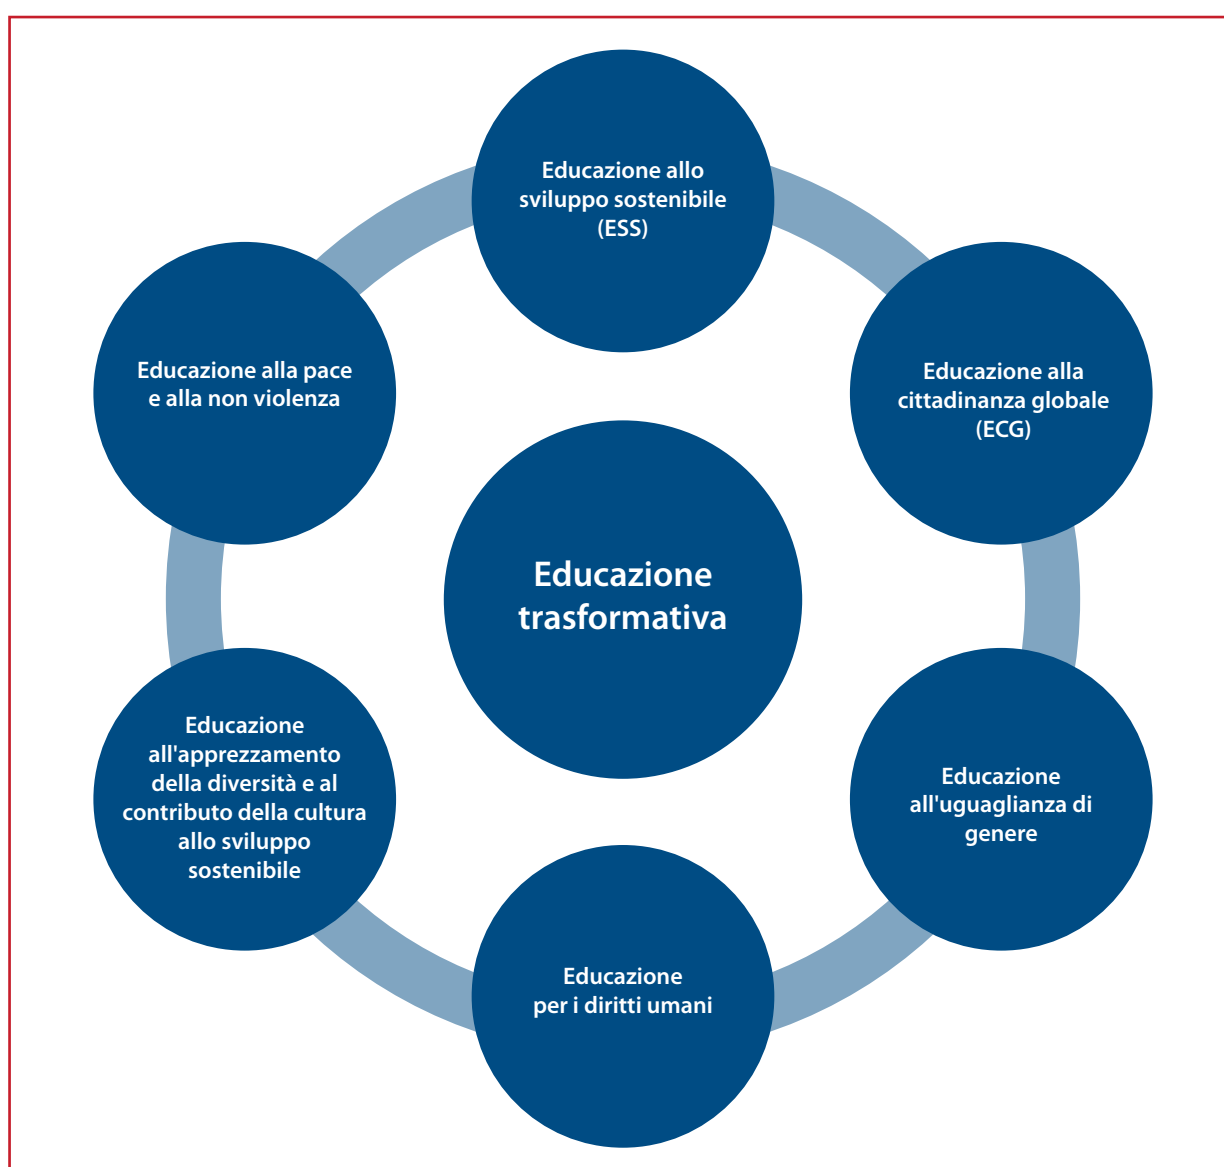 Educazione allo
sviluppo sostenibile
(ESS)
Educazione alla pace
e alla non violenza
Educazione alla
cittadinanza globale
(ECG)
Educazione
trasformativa
Educazione
all'apprezzamento
della diversità e al
contributo della cultura
allo sviluppo
sostenibile
Educazione
all'uguaglianza di
genere
Educazione
per i diritti umani